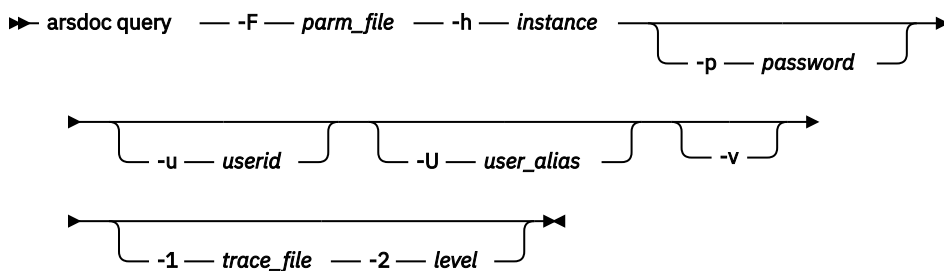 arsdoc query -F parm_file -h instance
-p password
-u userid -U user_alias -v
-1 trace_file -2 level